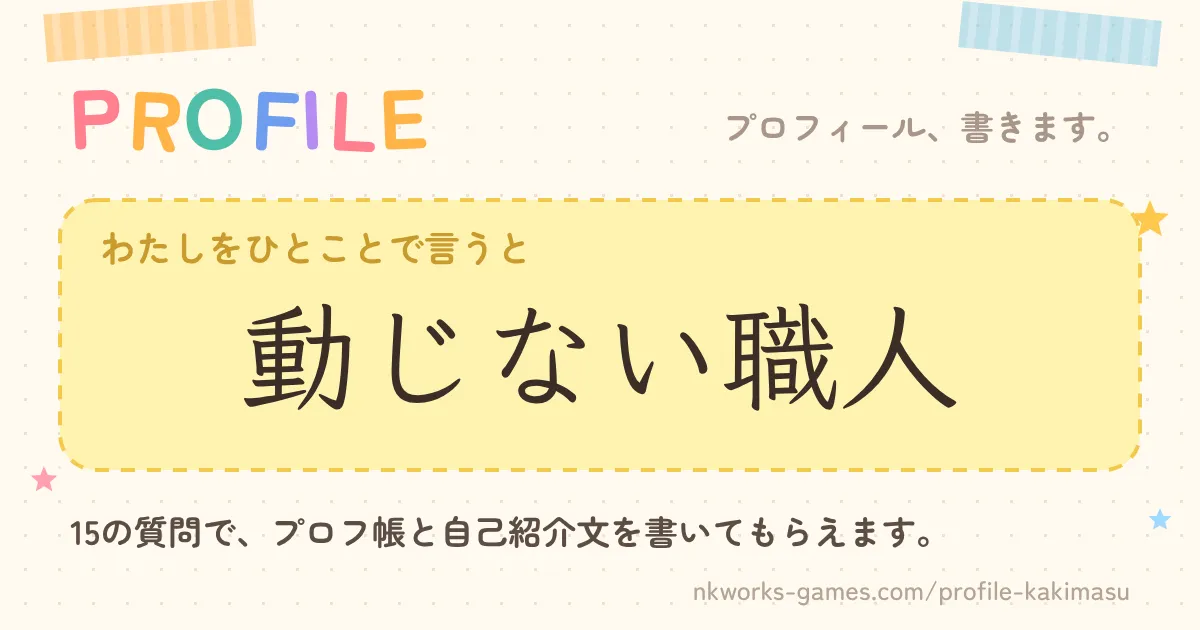 PROFILE
プロフィール、書きます。
わたしをひとことで言うと
動じない職人
15の質問で、プロフ帳と自己紹介文を書いてもらえます。
nkworks-games.com/profile-kakimasu